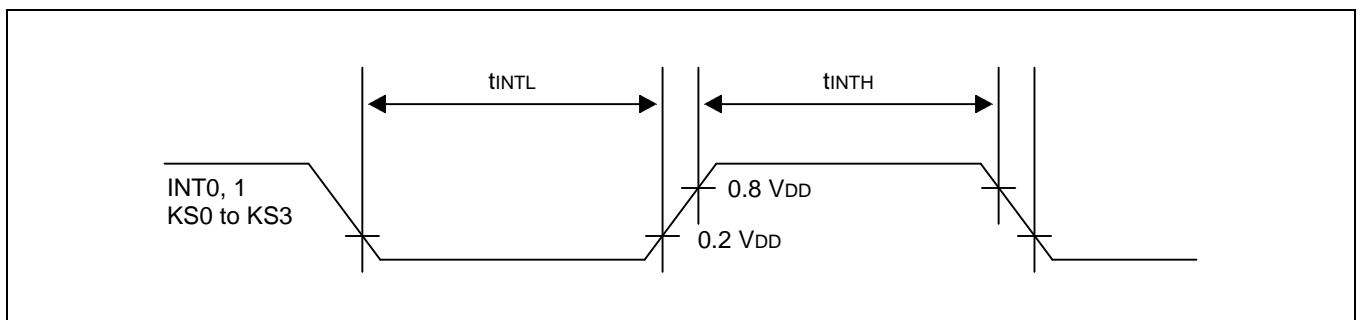 tINTL
tINTH
INT0, 1
KS0 to KS3
0.8 VDD
0.2 VDD